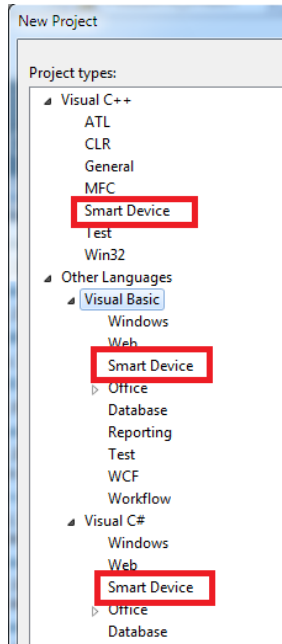 New Project
Project types:
Visual C++
ATL
CLR
General
MFC
Smart Device
Test
Win32
Other Languages
Visual Basic
Windows
Web
Smart Device
Office
Database
Reporting
Test
WCF
Workflow
Visual C#
Windows
Web
Smart Device
Office
Database